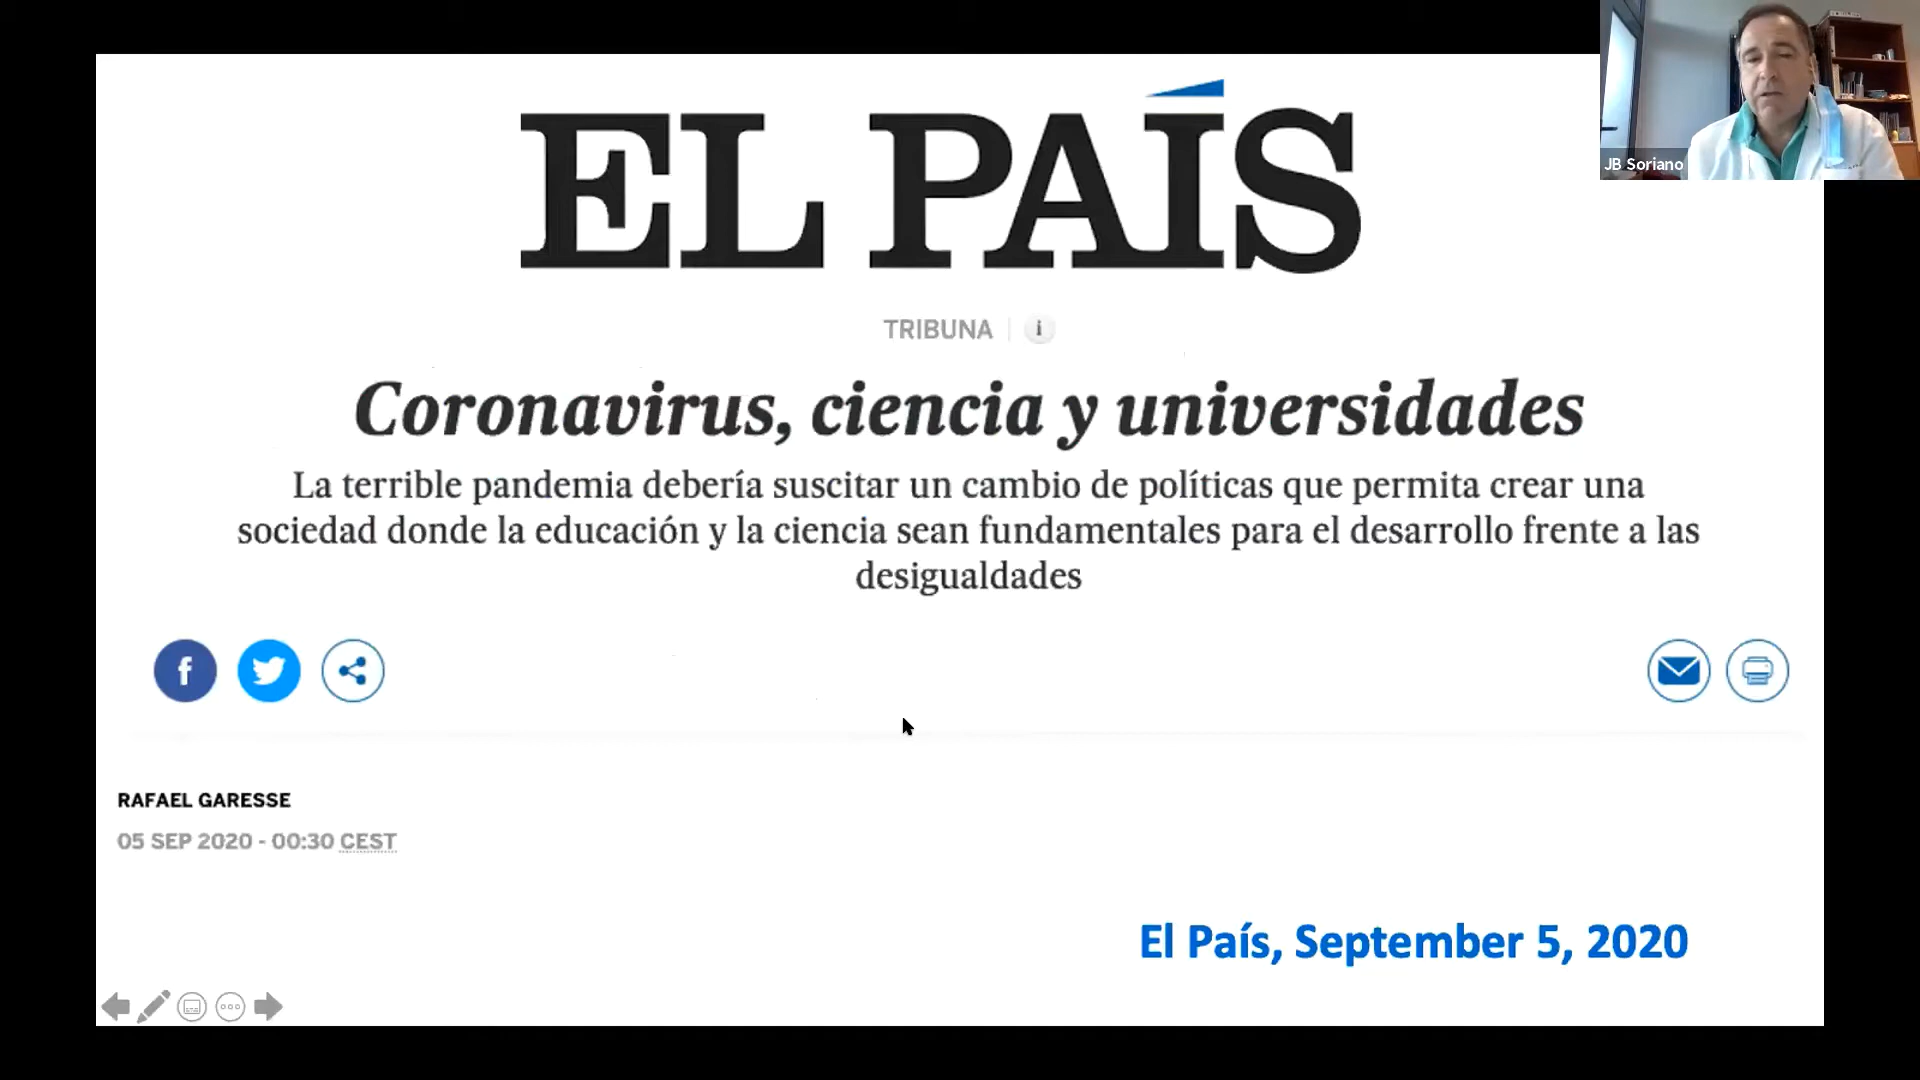 JB Soriano
EL PAÍS
TRIBUNA
Coronavirus, ciencia y universidades
La terrible pandemia debería suscitar un cambio de políticas que permita crear una
sociedad donde la educación y la ciencia sean fundamentales para el desarrollo frente a las
desigualdades
RAFAEL GARESSE
05 SEP 2020 - 00:30 CEST
El País, September 5, 2020